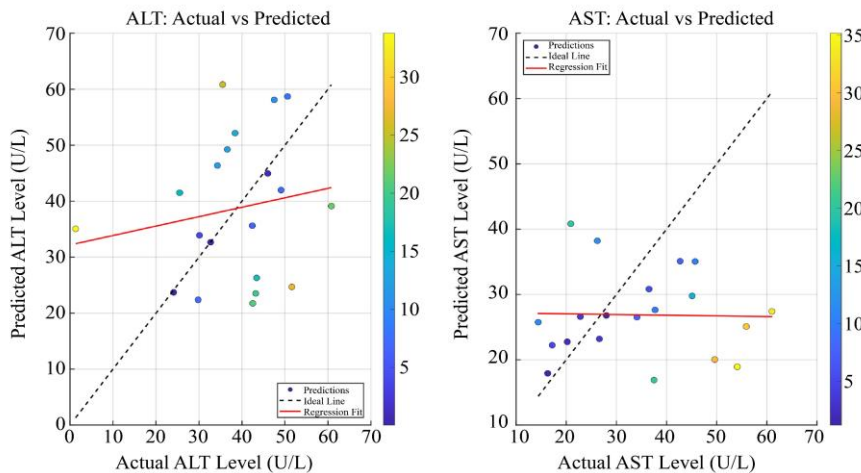 ALT: Actual vs Predicted
70
60
50
40
30
20
10
0
0 10 20 30 40 50 60 70
Predicted ALT Level (U/L)
Actual ALT Level (U/L)
Predictions
Ideal Line
Regression Fit
30
25
20
15
10
5
AST: Actual vs Predicted
Predictions
Ideal Line
Regression Fit
70
60
50
40
30
20
10
10 20 30 40 50 60 70
Predicted AST Level (U/L)
Actual AST Level (U/L)
35
30
25
20
15
10
5